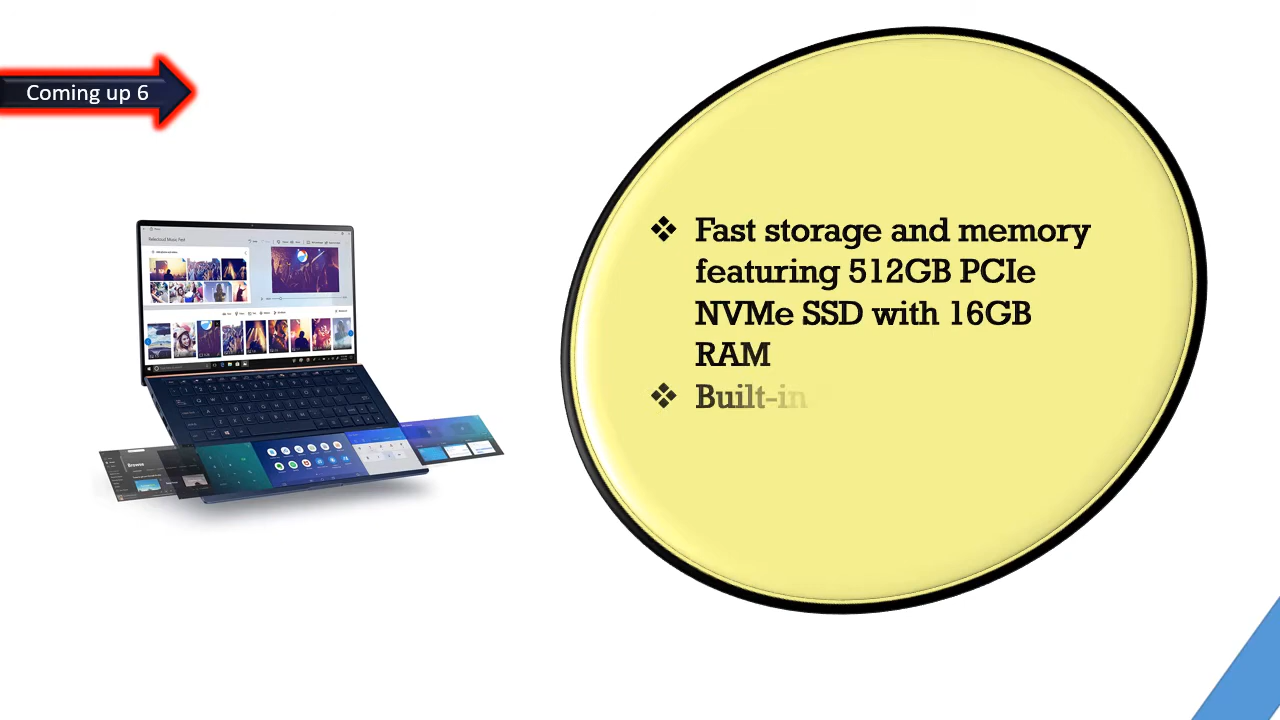 Coming up 6
❖ Fast storage and memory
featuring 512GB PCIe
NVMe SSD with 16GB
RAM
❖ Built-in